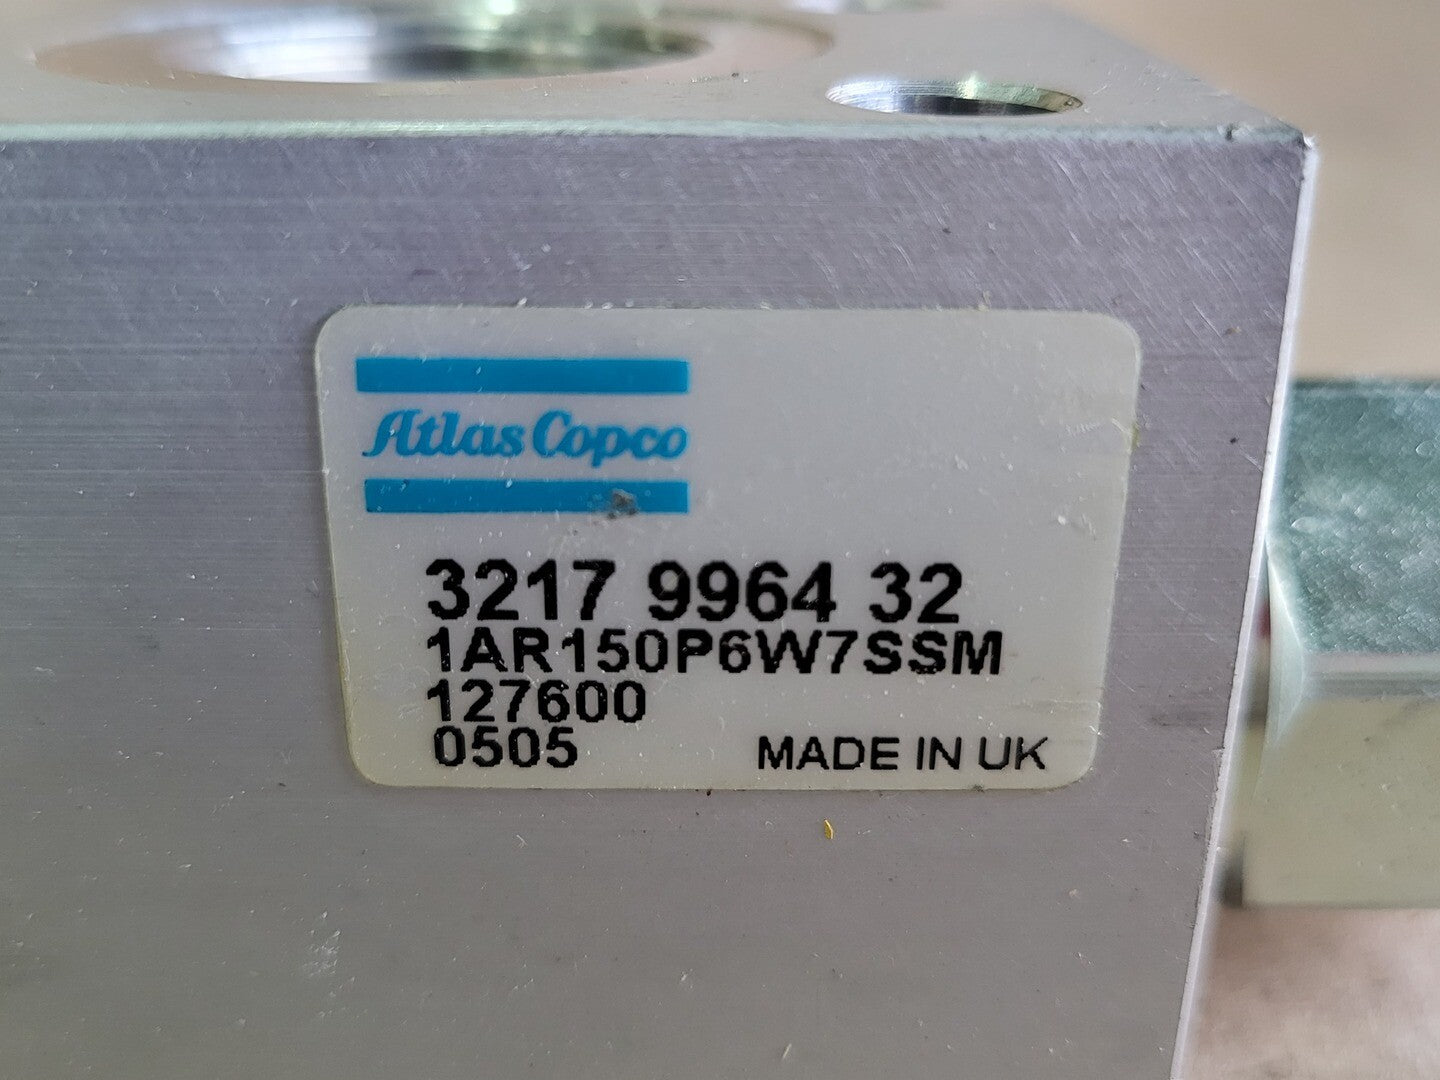 Atlas Copco
3217 9964 32
1AR150P6W7SSM
127600
0505 MADE IN UK